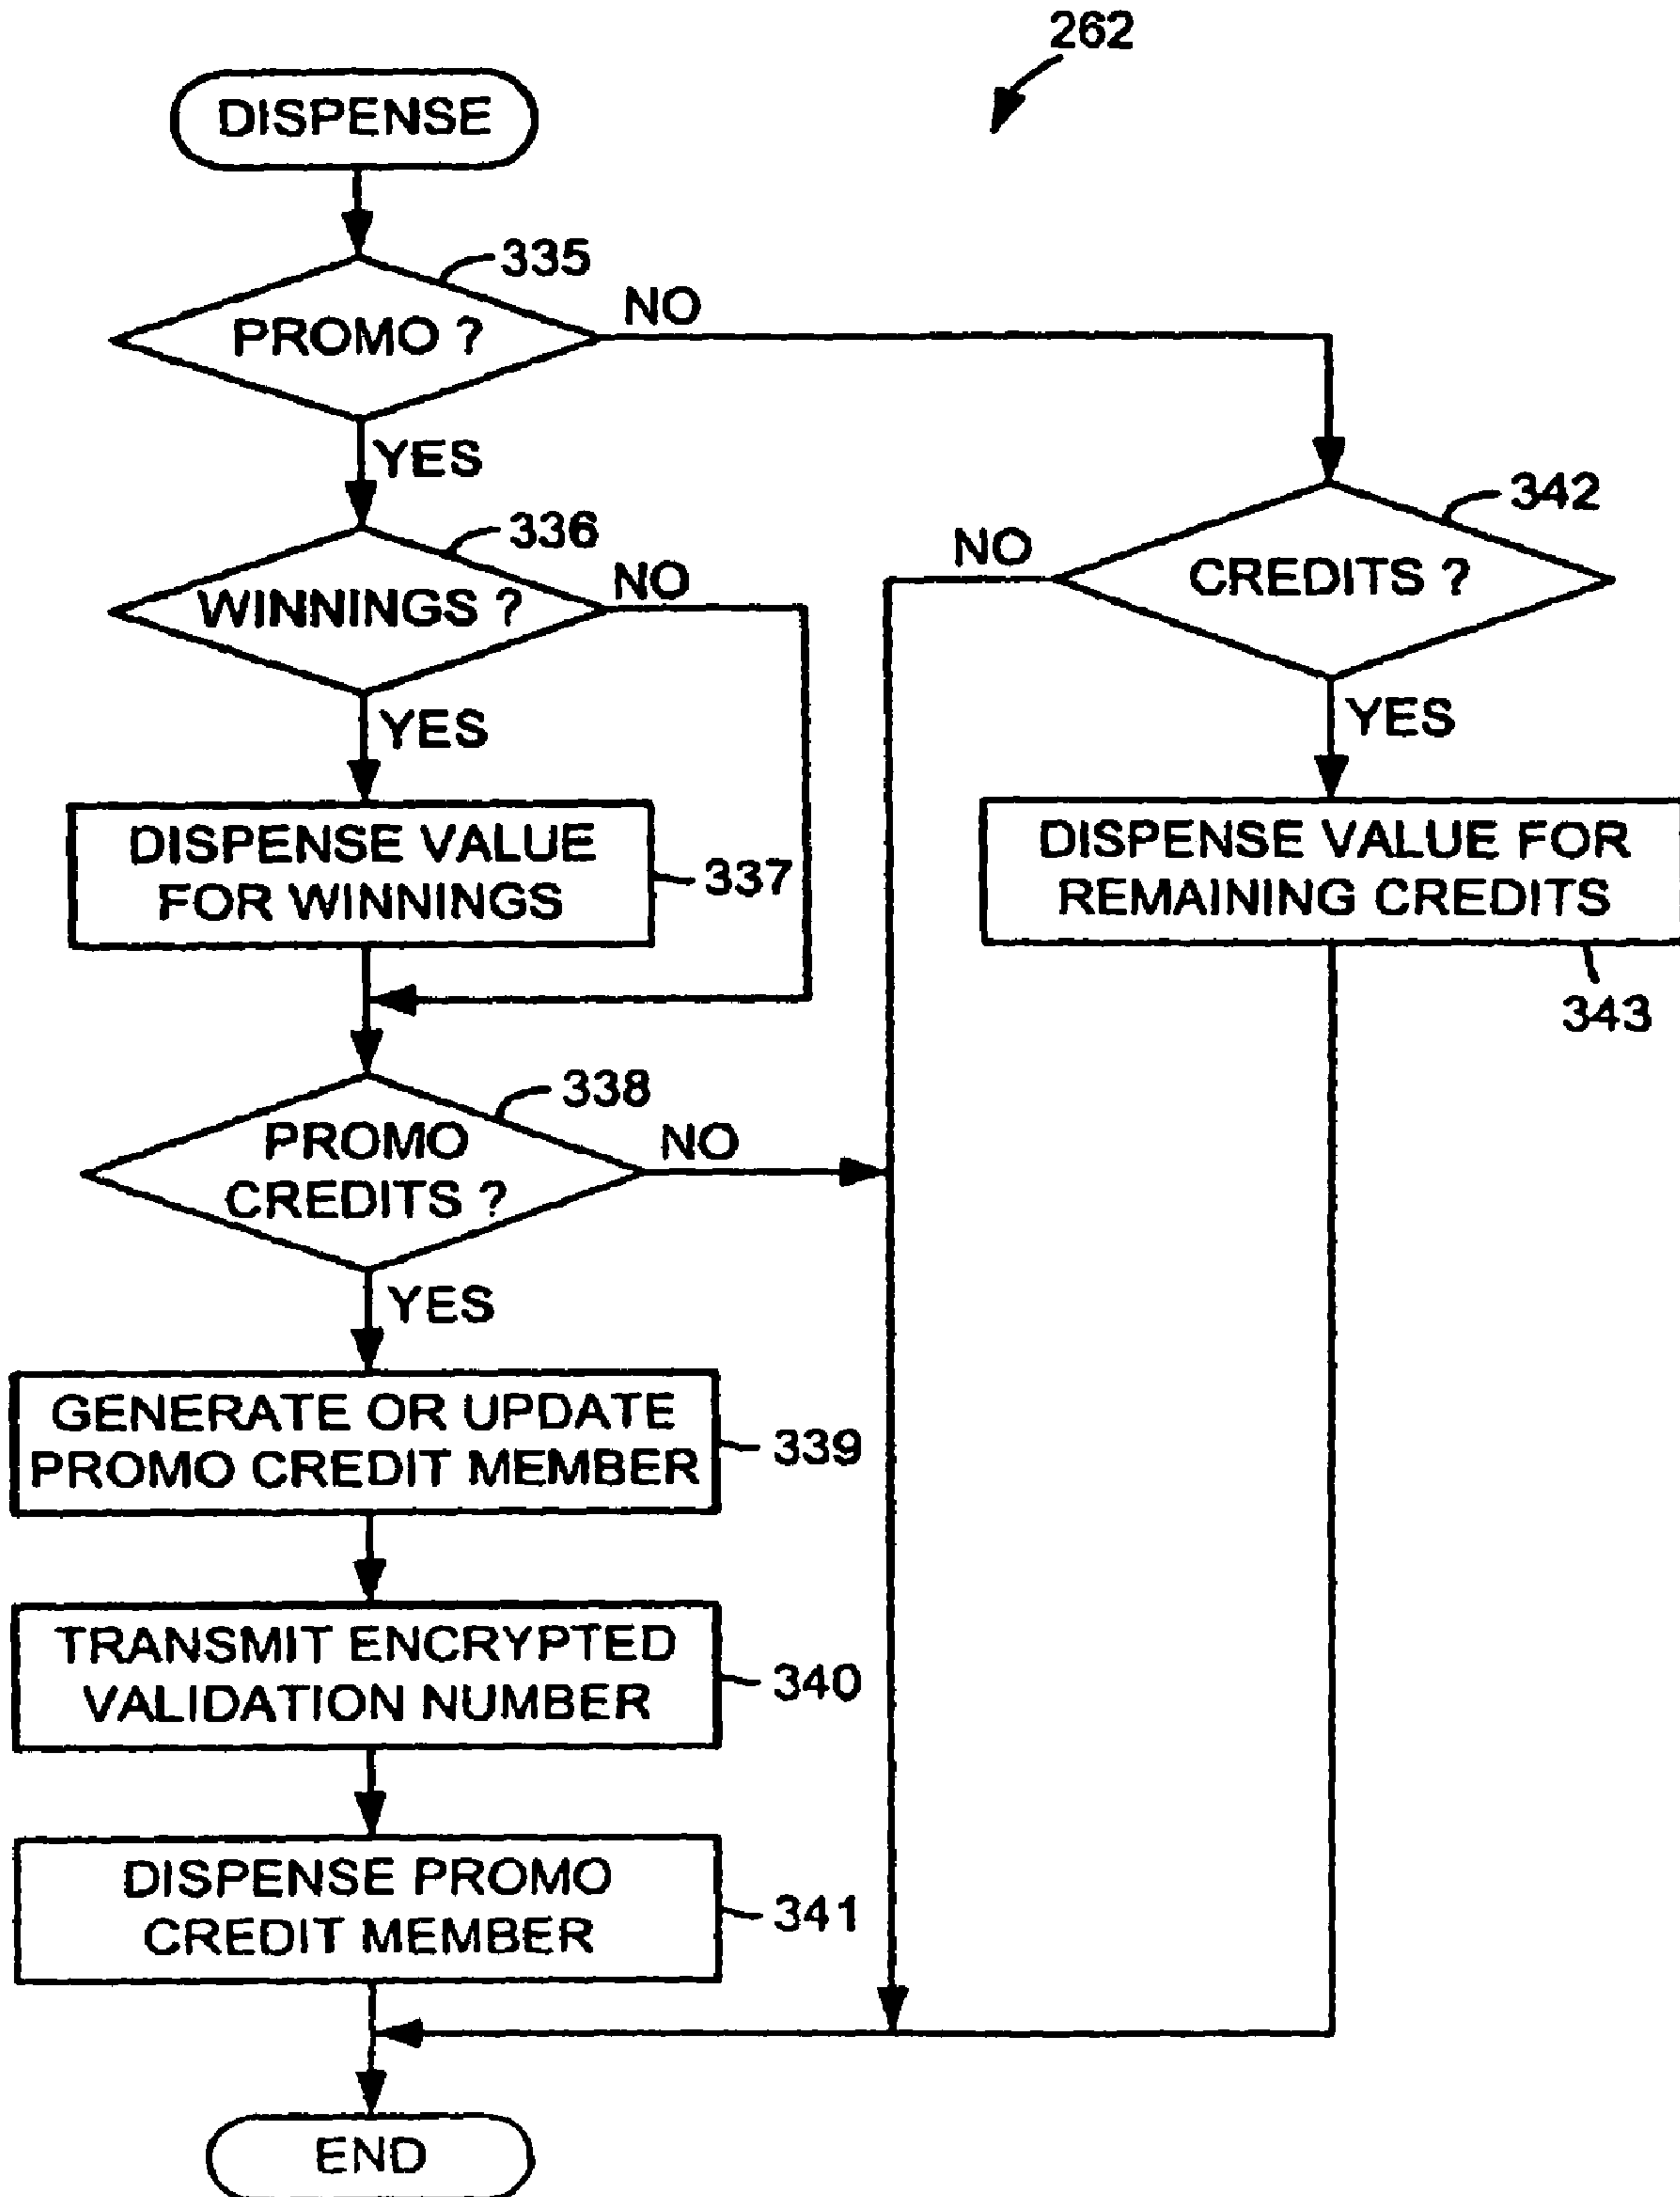 262
DISPENSE
335
PROMO ?
NO
YES
336
WINNINGS ?
NO
YES
342
CREDITS ?
NO
YES
DISPENSE VALUE
FOR WINNINGS
337
DISPENSE VALUE FOR
REMAINING CREDITS
343
338
PROMO
CREDITS ?
NO
YES
GENERATE OR UPDATE
PROMO CREDIT MEMBER
339
TRANSMIT ENCRYPTED
VALIDATION NUMBER
340
DISPENSE PROMO
CREDIT MEMBER
341
END